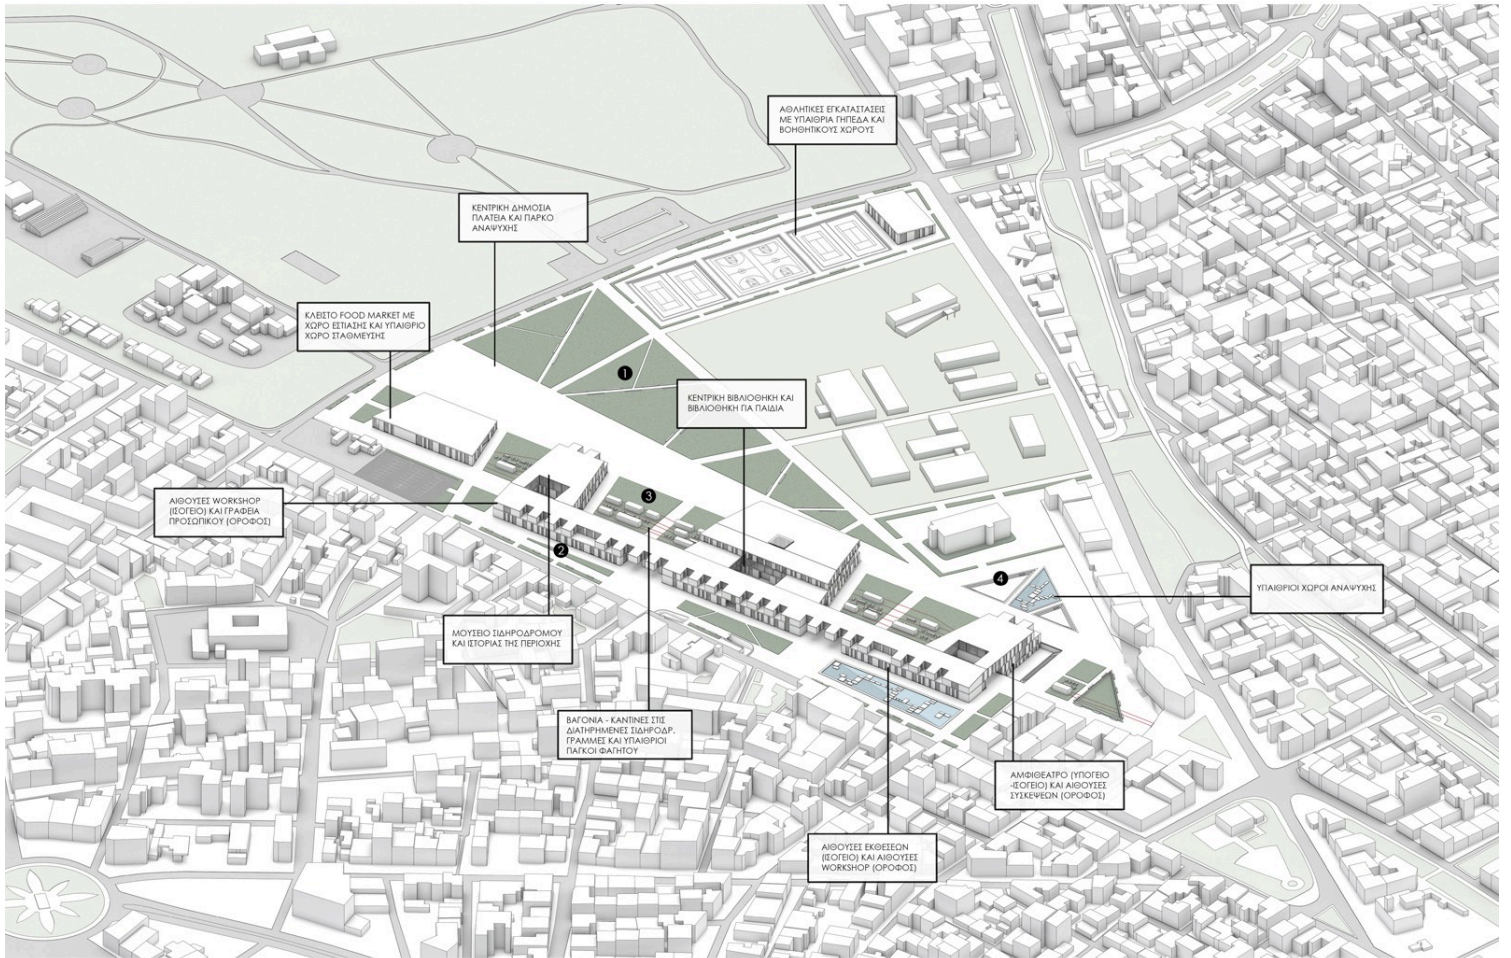 ΑΘΛΗΤΙΚΕΣ ΕΓΚΑΤΑΣΤΑΣΕΙΣ
ΜΕ ΥΠΑΙΘΡΙΑ ΓΗΠΕΔΑ ΚΑΙ
ΒΟΗΘΗΤΙΚΟΥΣ ΧΩΡΟΥΣ
ΚΕΝΤΡΙΚΗ ΔΗΜΟΣΙΑ
ΠΛΑΤΕΙΑ ΚΑΙ ΠΑΡΚΟ
ΑΝΑΨΥΧΗΣ
ΚΛΕΙΣΤΟ FOOD MARKET ΜΕ
ΧΩΡΟ ΕΣΤΙΑΣΗΣ ΚΑΙ ΥΠΑΙΘΡΙΟ
ΧΩΡΟ ΣΤΑΘΜΕΥΣΗΣ
1
ΚΕΝΤΡΙΚΗ ΒΙΒΛΙΟΘΗΚΗ ΚΑΙ
ΒΙΒΛΙΟΘΗΚΗ ΓΙΑ ΠΑΙΔΙΑ
ΑΙΘΟΥΣΕΣ WORKSHOP
(ΙΣΟΓΕΙΟ) ΚΑΙ ΓΡΑΦΕΙΑ
ΠΡΟΣΩΠΙΚΟΥ (ΟΡΟΦΟΣ)
3
2
4
ΥΠΑΙΘΡΙΟΙ ΧΩΡΟΙ ΑΝΑΨΥΧΗΣ
ΜΟΥΣΕΙΟ ΣΙΔΗΡΟΔΡΟΜΟΥ
ΚΑΙ ΙΣΤΟΡΙΑΣ ΤΗΣ ΠΕΡΙΟΧΗΣ
ΒΑΓΟΝΙΑ - ΚΑΝΤΙΝΕΣ ΣΤΙΣ
ΔΙΑΤΗΡΗΜΕΝΕΣ ΣΙΔΗΡΟΔΡ.
ΓΡΑΜΜΕΣ ΚΑΙ ΥΠΑΙΘΡΙΟΙ
ΠΑΓΚΟΙ ΦΑΓΗΤΟΥ
ΑΜΦΙΘΕΑΤΡΟ (ΥΠΟΓΕΙΟ
-ΙΣΟΓΕΙΟ) ΚΑΙ ΑΙΘΟΥΣΕΣ
ΣΥΣΚΕΨΕΩΝ (ΟΡΟΦΟΣ)
ΑΙΘΟΥΣΕΣ ΕΚΘΕΣΕΩΝ
(ΙΣΟΓΕΙΟ) ΚΑΙ ΑΙΘΟΥΣΕΣ
WORKSHOP (ΟΡΟΦΟΣ)